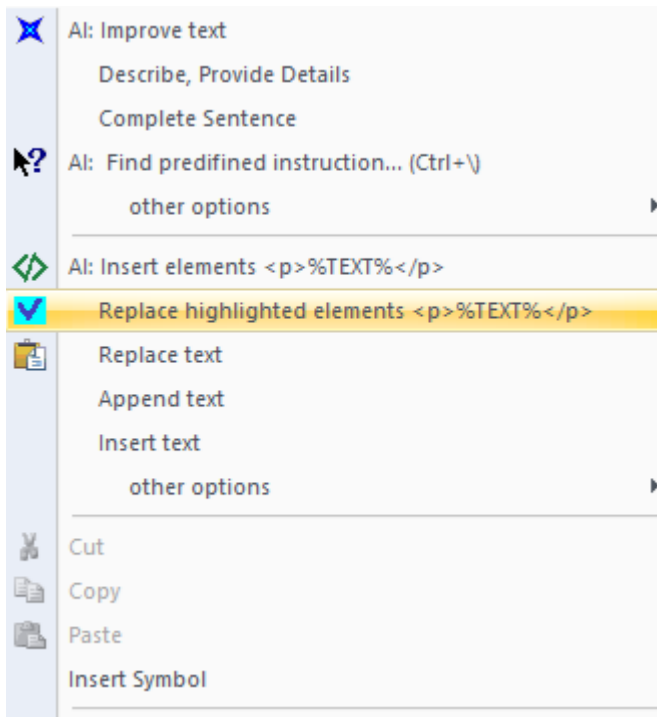 AI: Improve text
Describe, Provide Details
Complete Sentence
AI:  Find predifined instruction... (Ctrl+\)
other options
AI: Insert elements <p>%TEXT%</p>
Replace highlighted elements <p>%TEXT%</p>
Replace text
Append text
Insert text
other options
Cut
Copy
Paste
Insert Symbol